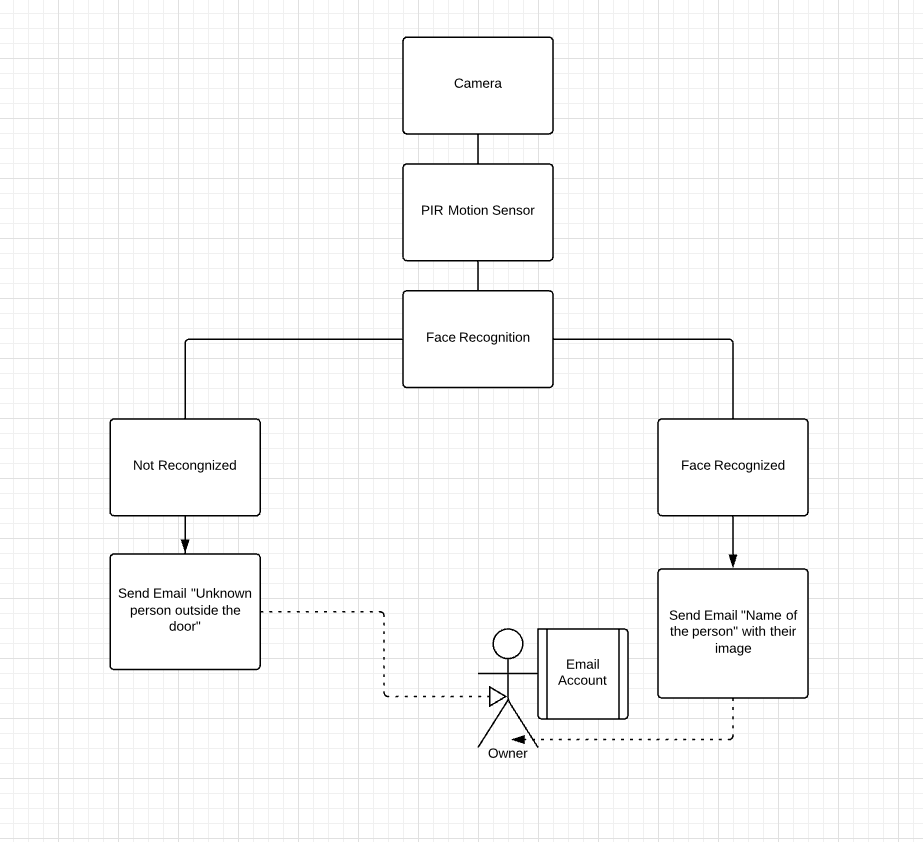 Camera
PIR Motion Sensor
Face Recognition
Not Recongnized
Face Recognized
Send Email "Unknown
person outside the
door"
Send Email "Name of
the person" with their
image
Email
Account
Owner